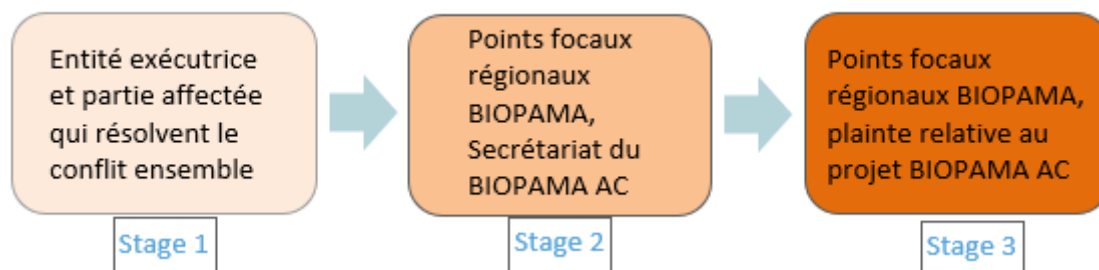 Entité exécutrice
et partie affectée
qui résolvent le
conflit ensemble
Stage 1
Points focaux
régionaux
BIOPAMA,
Secrétariat du
BIOPAMA AC
Stage 2
Points focaux
régionaux BIOPAMA,
plainte relative au
projet BIOPAMA AC
Stage 3